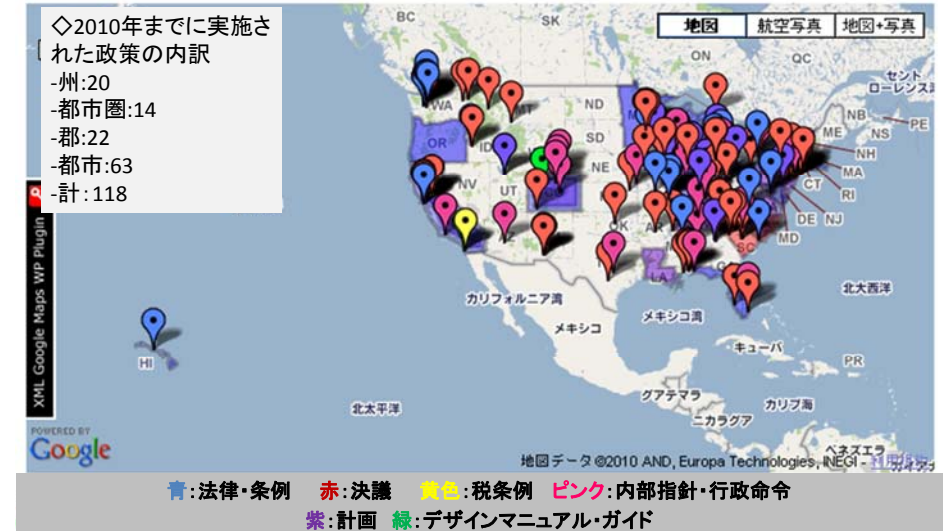 ◇2010年までに実施さ
れた政策の内訳
-州:20
-都市圏:14
-郡:22
-都市:63
-計:118
地図 航空写真 地図+写真
BC
SK
ON
QC
セント
ローレンス
NB
PE
NS
ME
NH
MA
RI
CT
NJ
DE
MD
WA
MT
ND
OR
ID
SD
NE
NV
UT
OK
AR
SC
LA
HI
北大西洋
カリフォルニア湾
メキシコ湾
メキシコ
キューバ
PR
グアテマラ
カリブ海
ニカラグア
ベネズエラ
北太平洋
XML Google Maps WP Plugin
POWERED BY
Google
地図データ ©2010 AND, Europa Technologies, INEGI -
青:法律・条例 赤:決議 黄色:税条例 ピンク:内部指針・行政命令
紫:計画 緑:デザインマニュアル・ガイド